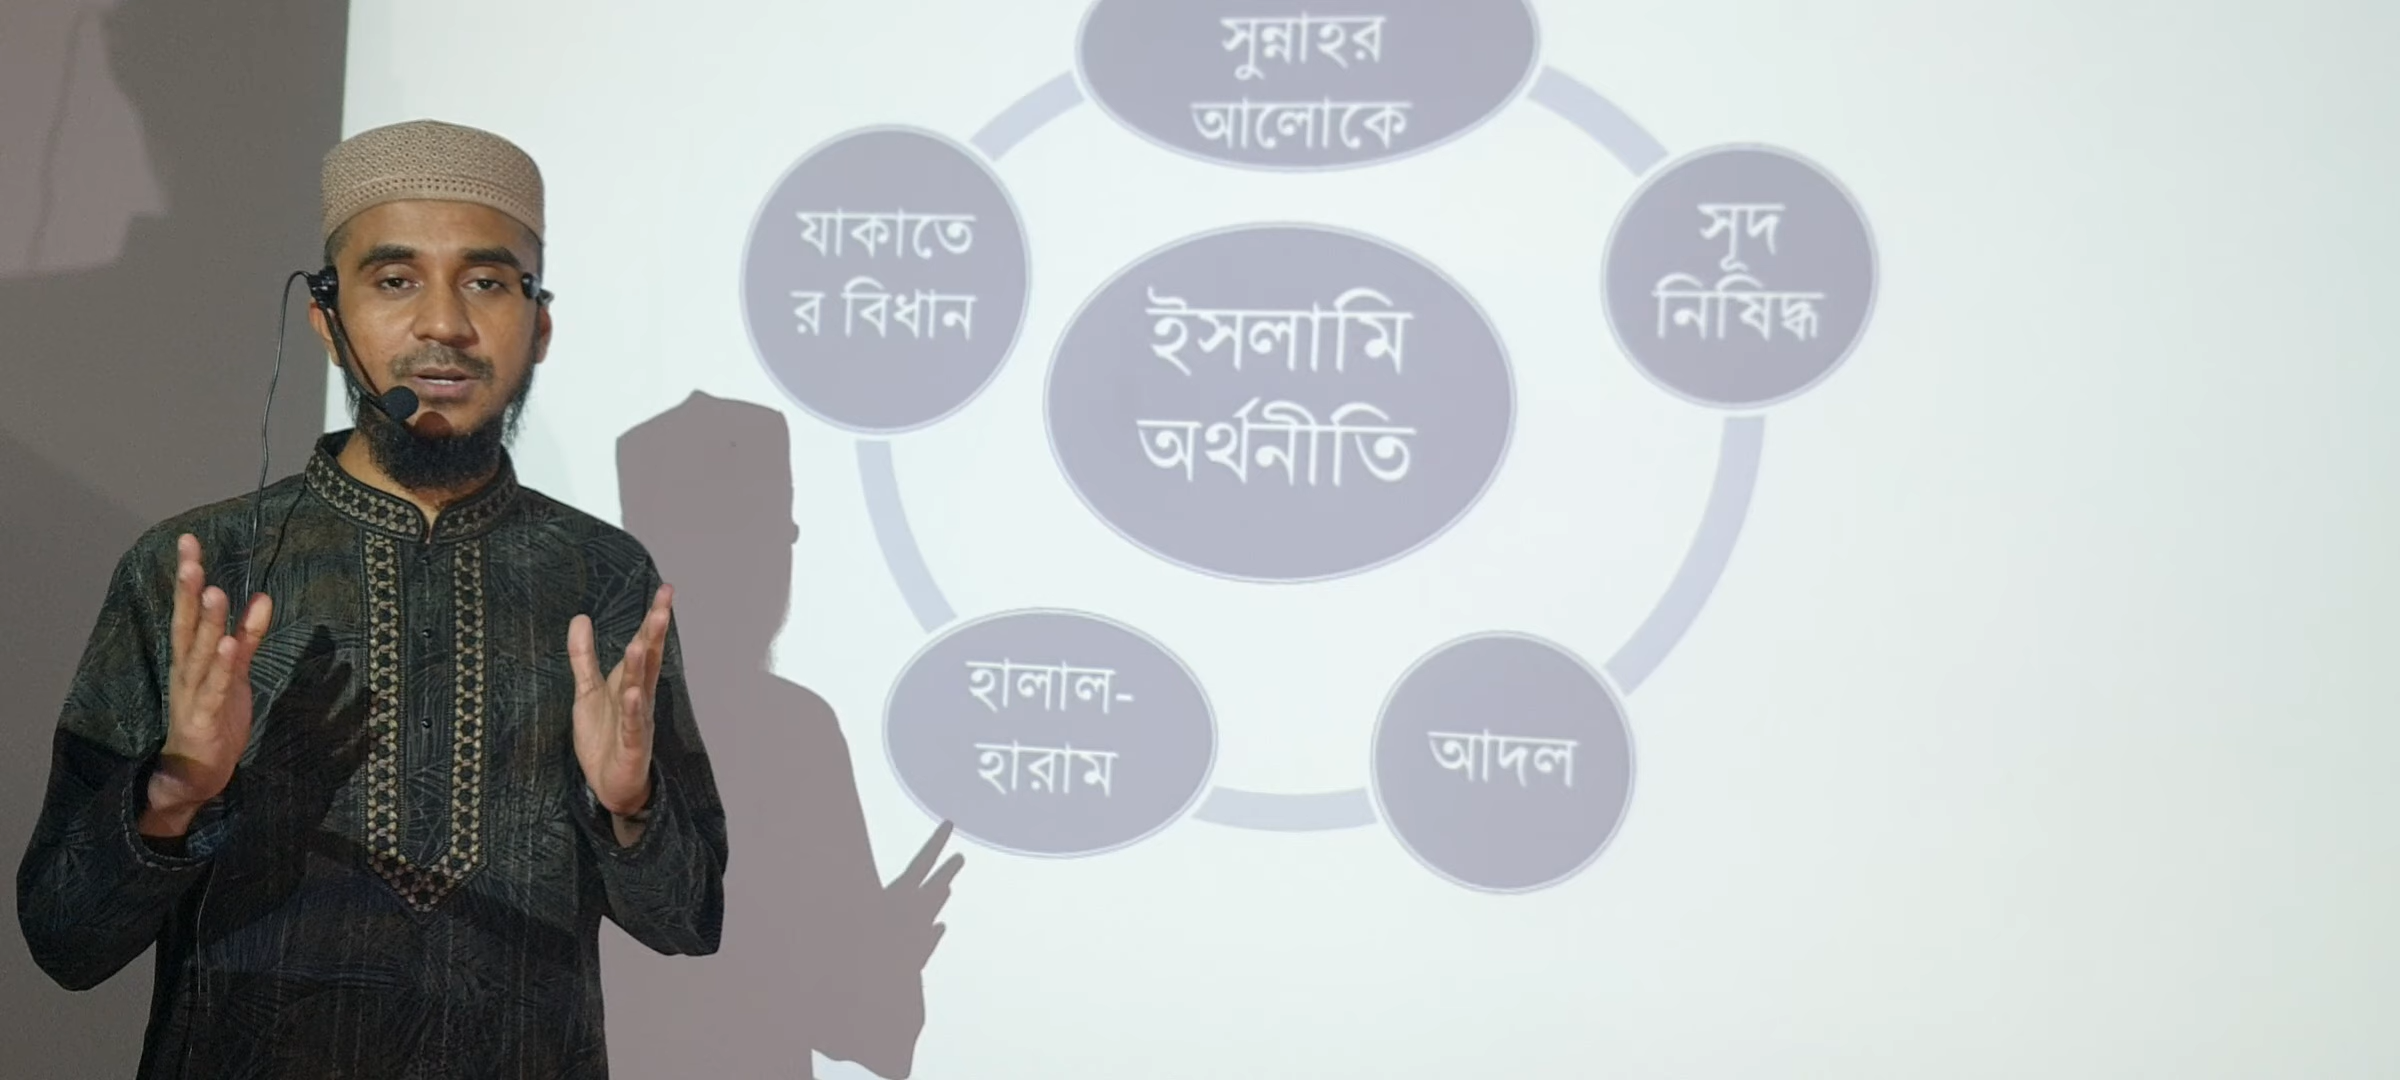 সুন্নাহর
আলোকে
যাকাতে
র বিধান
সূদ
নিষিদ্ধ
ইসলামি
অর্থনীতি
হালাল-
হারাম
আদল